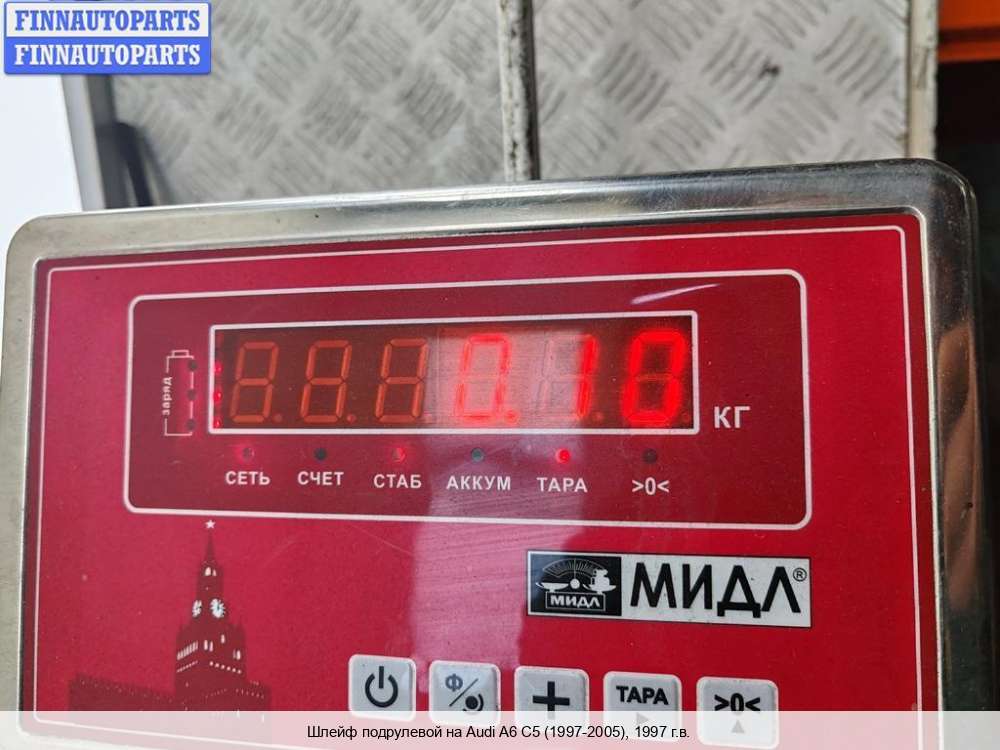 FINNAUTOPARTS
FINNAUTOPARTS
заряд
0.10
КГ
СЕТЬ СЧЕТ СТАБ АККУМ ТАРА >0<
МИДЛ
МИДЛ®
Ф
+
ТАРА
>0<
Шлейф подрулевой на Audi A6 C5 (1997-2005), 1997 г.в.